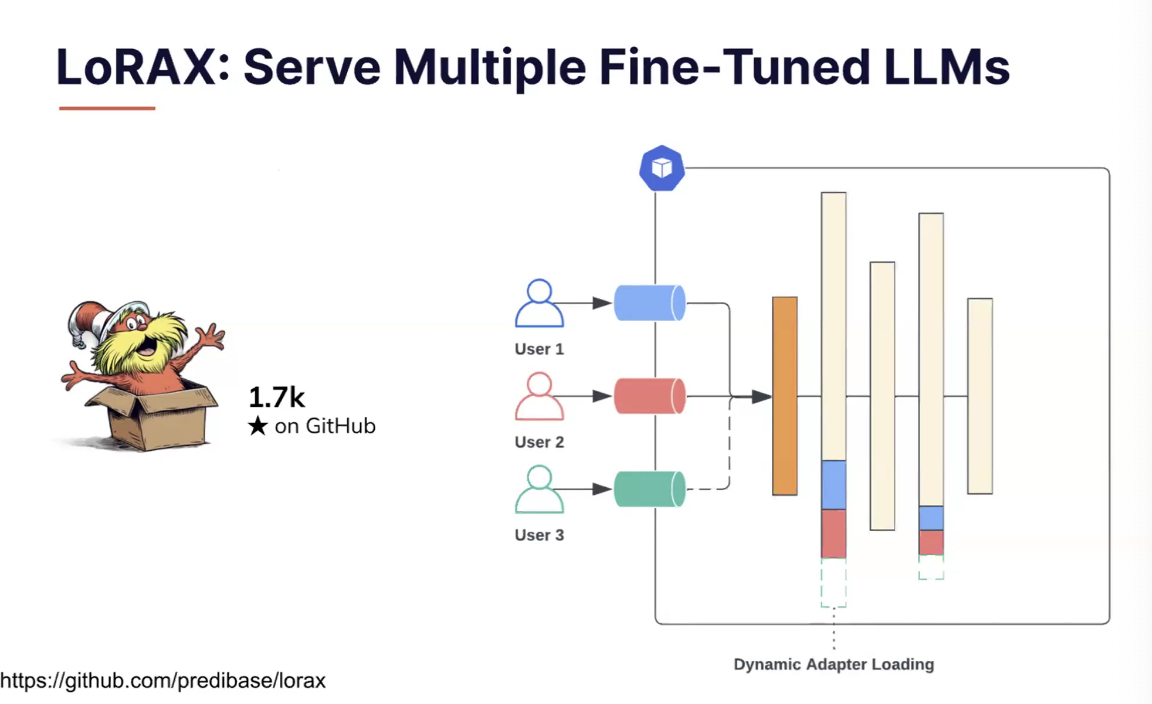 LoRAX: Serve Multiple Fine-Tuned LLMs
1.7k
★ on GitHub
User 1
User 2
User 3
Dynamic Adapter Loading
https://github.com/predibase/lorax